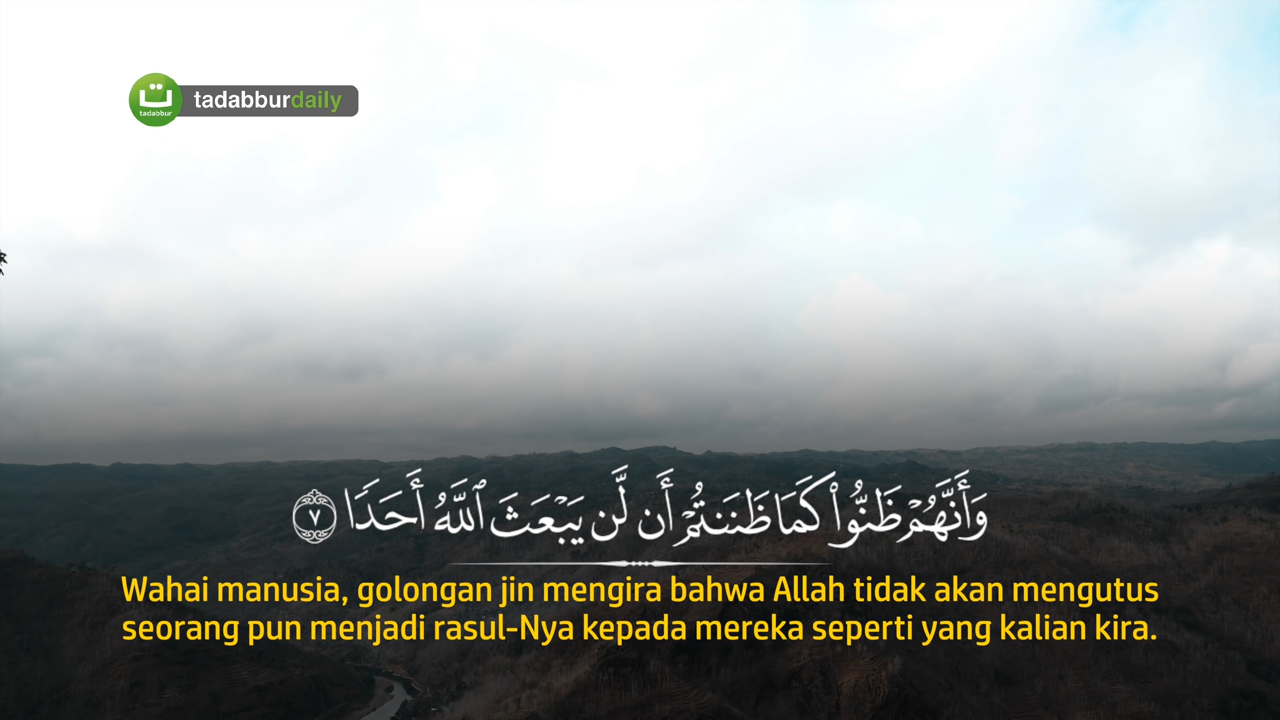 ت
tadabbur
tadabburdaily
وَأَنَّهُمْ ظَنُّوا۟ كَمَا ظَنَنتُمْ أَن لَّن يَبْعَثَ ٱللَّهُ أَحَدًا ٧
Wahai manusia, golongan jin mengira bahwa Allah tidak akan mengutus
seorang pun menjadi rasul-Nya kepada mereka seperti yang kalian kira.